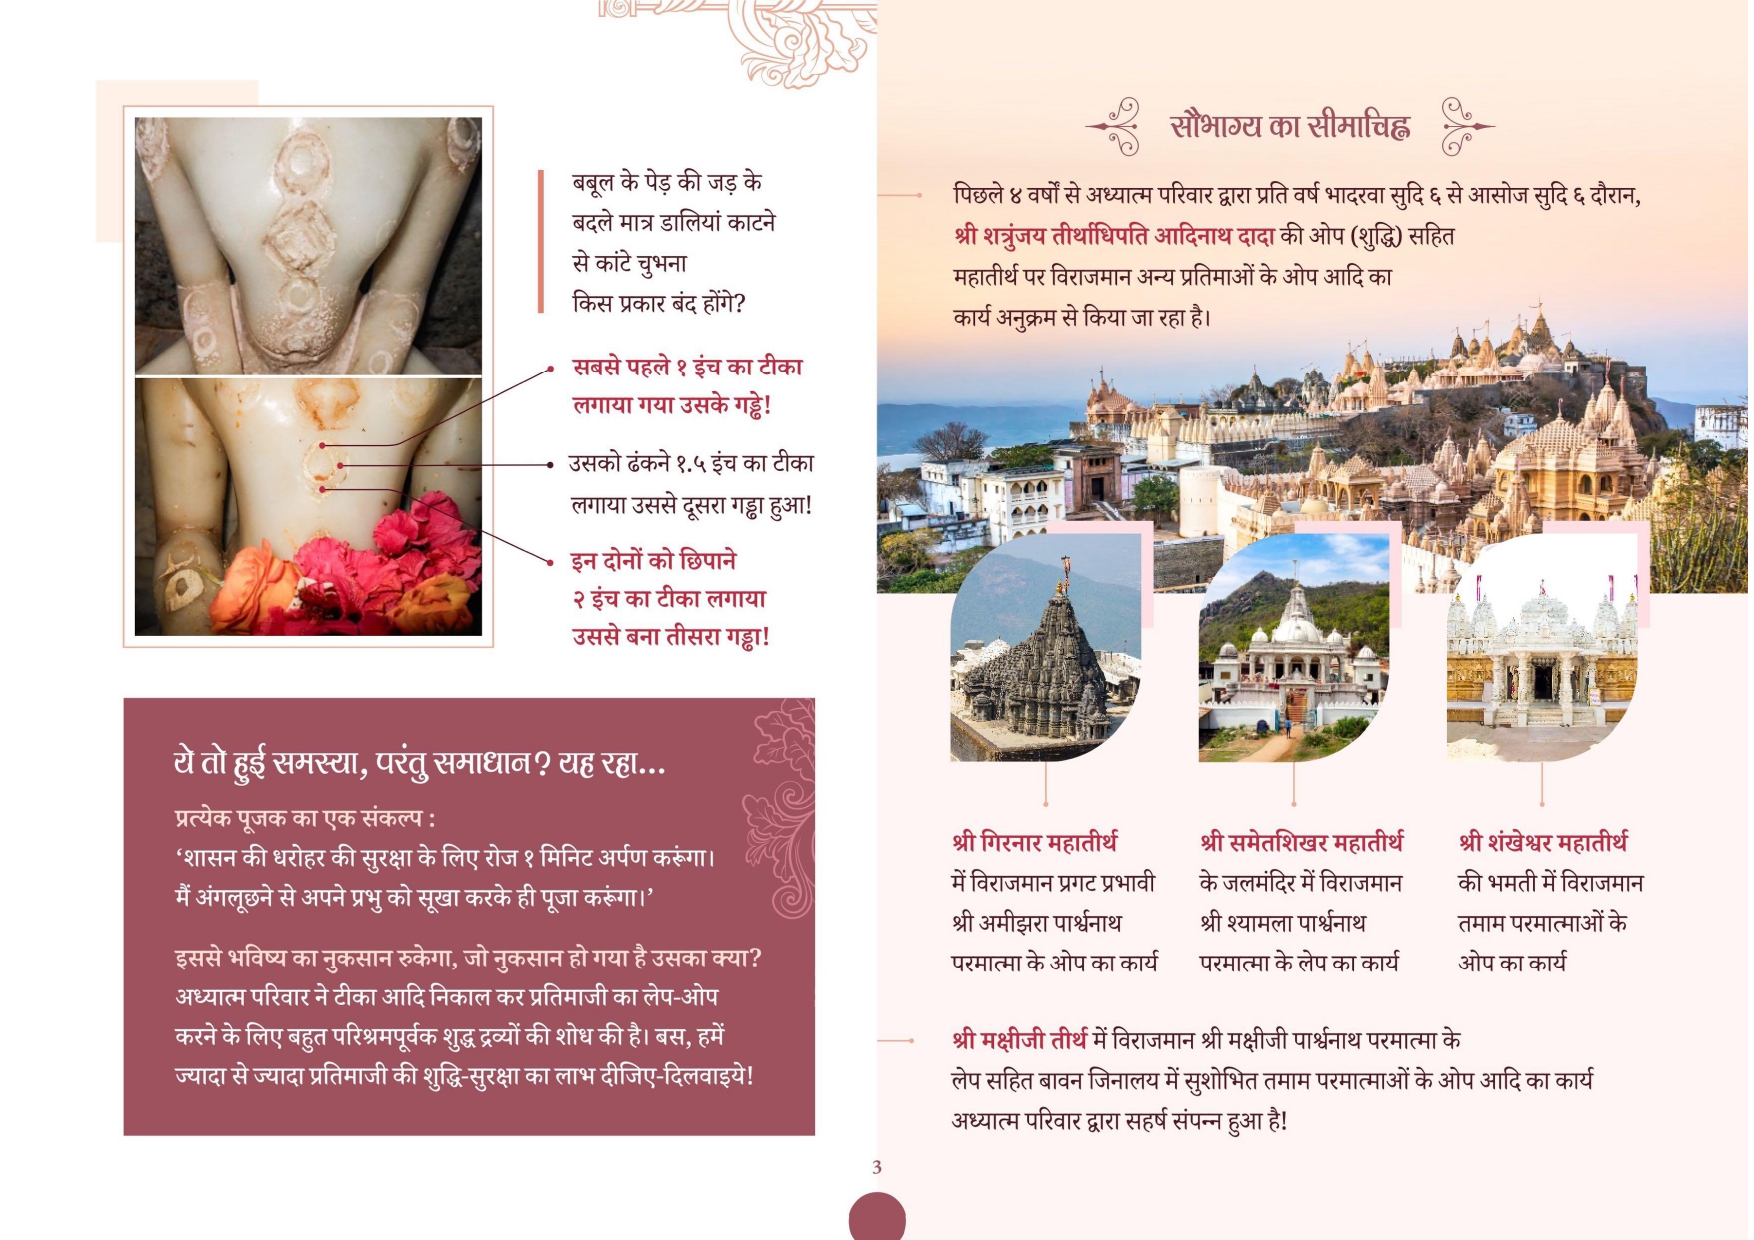 बबूल के पेड़ की जड़ के
बदले मात्र डालियां काटने
से कांटे चुभना
किस प्रकार बंद होंगे?
सबसे पहले १ इंच का टीका
लगाया गया उसके गड्ढे!
उसको ढंकने १.५ इंच का टीका
लगाया उससे दूसरा गड्ढा हुआ!
इन दोनों को छिपाने
२ इंच का टीका लगाया
उससे बना तीसरा गड्ढा!
ये तो हुई समस्या, परंतु समाधान? यह रहा...
प्रत्येक पूजक का एक संकल्प :
‘शासन की धरोहर की सुरक्षा के लिए रोज १ मिनिट अर्पण करूंगा।
मैं अंगलूछने से अपने प्रभु को सूखा करके ही पूजा करूंगा।’
इससे भविष्य का नुकसान रुकेगा, जो नुकसान हो गया है उसका क्या?
अध्यात्म परिवार ने टीका आदि निकाल कर प्रतिमाजी का लेप-ओप
करने के लिए बहुत परिश्रमपूर्वक शुद्ध द्रव्यों की शोध की है। बस, हमें
ज्यादा से ज्यादा प्रतिमाजी की शुद्धि-सुरक्षा का लाभ दीजिए-दिलवाइये!
सौभाग्य का सीमाचिह्न
पिछले ४ वर्षों से अध्यात्म परिवार द्वारा प्रति वर्ष भादरवा सुदि ६ से आसोज सुदि ६ दौरान,
श्री शत्रुंजय तीर्थाधिपति आदिनाथ दादा की ओप (शुद्धि) सहित
महातीर्थ पर विराजमान अन्य प्रतिमाओं के ओप आदि का
कार्य अनुक्रम से किया जा रहा है।
श्री गिरनार महातीर्थ
में विराजमान प्रगट प्रभावी
श्री अमीझरा पार्श्वनाथ
परमात्मा के ओप का कार्य
श्री समेतशिखर महातीर्थ
के जलमंदिर में विराजमान
श्री श्यामला पार्श्वनाथ
परमात्मा के लेप का कार्य
श्री शंखेश्वर महातीर्थ
की भमती में विराजमान
तमाम परमात्माओं के
ओप का कार्य
श्री मक्षीजी तीर्थ में विराजमान श्री मक्षीजी पार्श्वनाथ परमात्मा के
लेप सहित बावन जिनालय में सुशोभित तमाम परमात्माओं के ओप आदि का कार्य
अध्यात्म परिवार द्वारा सहर्ष संपन्न हुआ है!
3